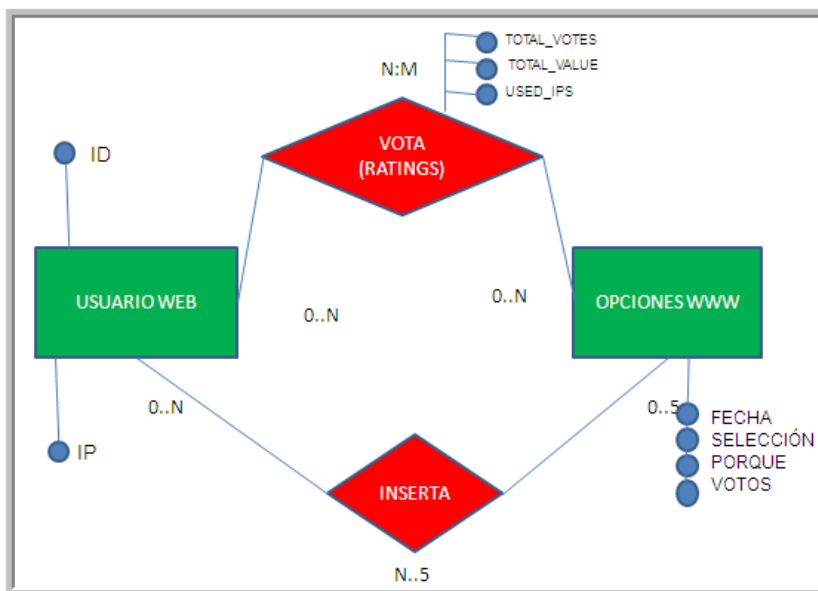 TOTAL_VOTES
TOTAL_VALUE
USED_IPS
N:M
VOTA
(RATINGS)
ID
USUARIO WEB
OPCIONES WWW
0..N
0..N
0..N
0..5
IP
FECHA
SELECCIÓN
PORQUE
VOTOS
INSERTA
N..5